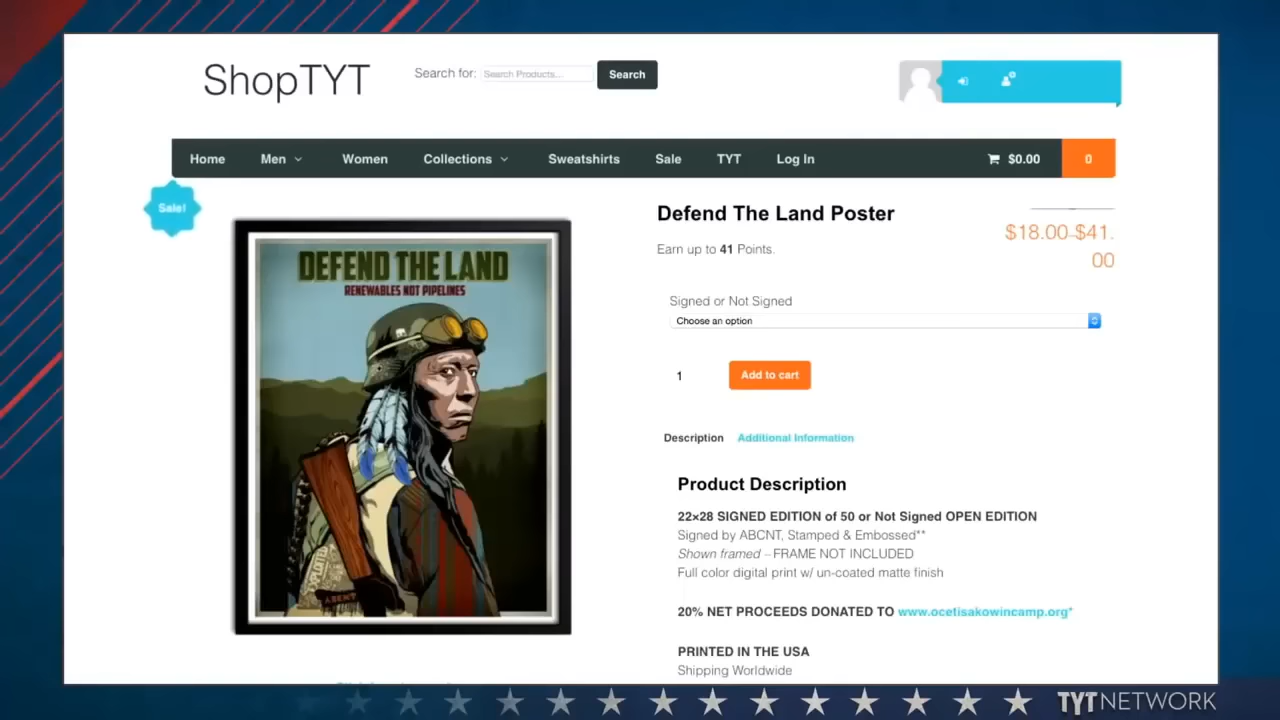 ShopTYT
Search for:
Search Products...
Search
Home
Men
Women
Collections
Sweatshirts
Sale
TYT
Log In
$0.00
0
Sale!
DEFEND THE LAND
RENEWABLES NOT PIPELINES
Defend The Land Poster
$18.00–$41.
00
Earn up to 41 Points.
Signed or Not Signed
Choose an option
1
Add to cart
Description
Additional Information
Product Description
22×28 SIGNED EDITION of 50 or Not Signed OPEN EDITION
Signed by ABCNT, Stamped & Embossed**
Shown framed – FRAME NOT INCLUDED
Full color digital print w/ un-coated matte finish
20% NET PROCEEDS DONATED TO www.ocetisakowincamp.org*
PRINTED IN THE USA
Shipping Worldwide
TYT NETWORK